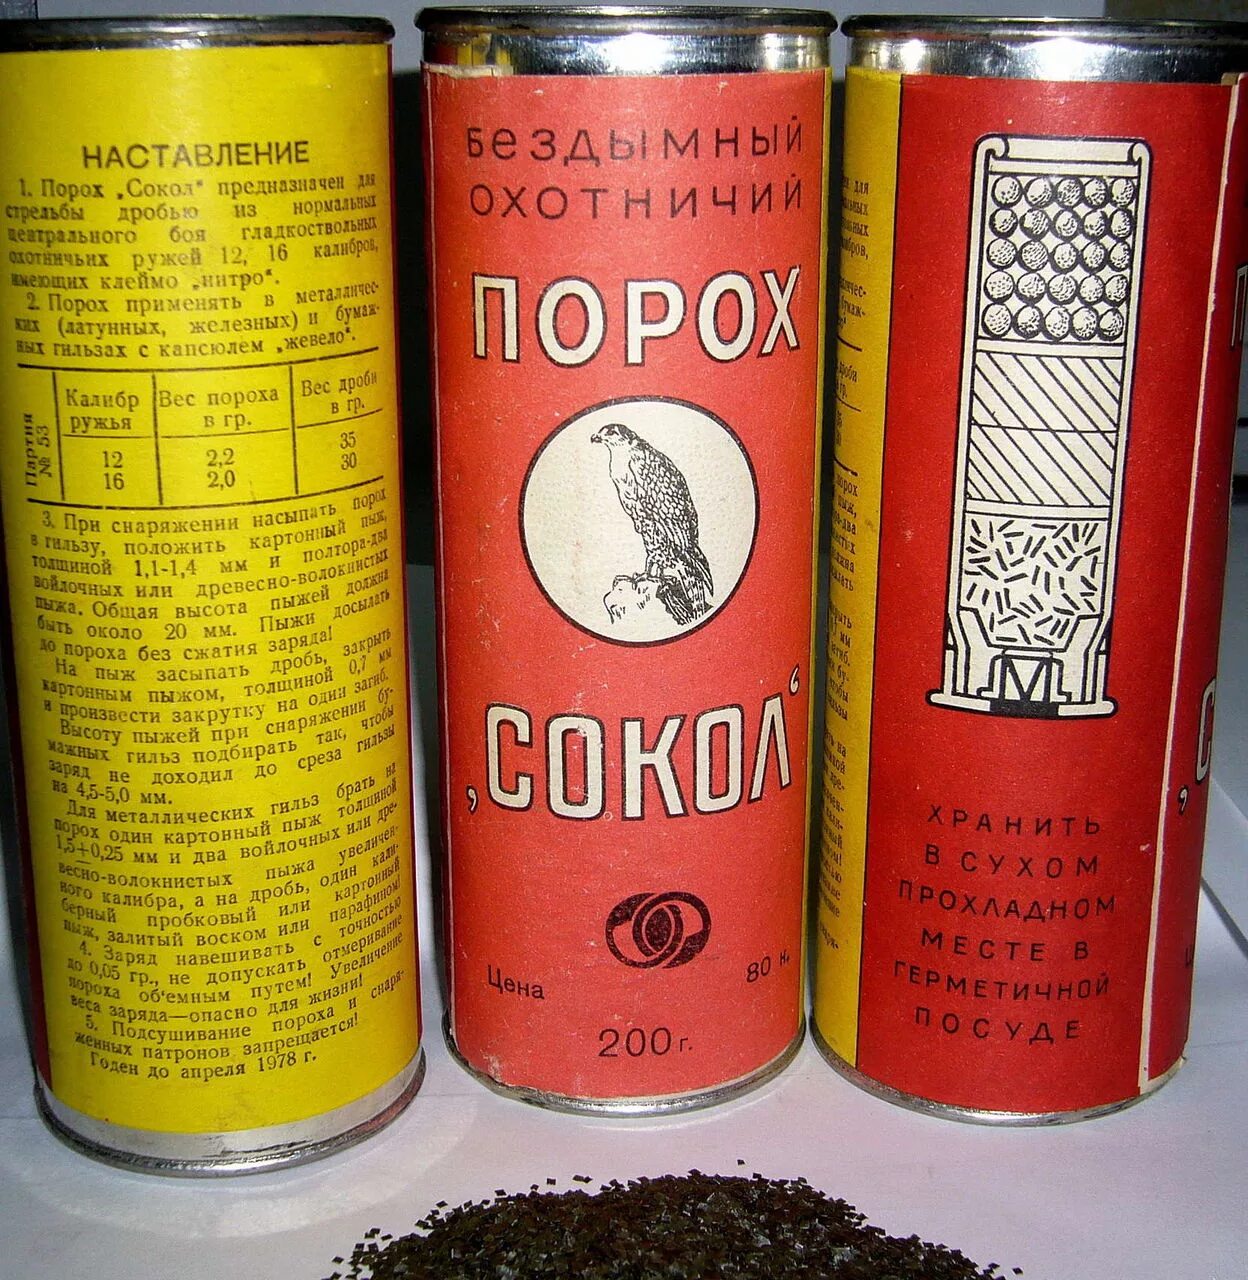 НАСТАВЛЕНИЕ
1. Порох „Сокол“ предназначен для
стрельбы дробью из нормальных
центрального боя гладкоствольных
охотничьих ружей 12, 16 калибров,
имеющих клеймо „нитро“.
2. Порох применять в металличес-
ких (латунных, железных) и бумаж-
ных гильзах с капсюлем „жевело“.
Партия № 53
Калибр ружья
Вес пороха в гр.
Вес дроби в гр.
12 2,2 35
16 2,0 30
3. При снаряжении насыпать порох
в гильзу, положить картонный пыж,
толщиной 1,1-1,4 мм и полтора-два
войлочных или древесно-волокнистых
пыжа. Общая высота пыжей должна
быть около 20 мм. Пыжи досылать
до пороха без сжатия заряда!
На пыж засыпать дробь, закрыть
картонным пыжом, толщиной 0,7 мм
и произвести закрутку на один загиб.
Высоту пыжей при снаряжении бу-
мажных гильз подбирать так, чтобы
заряд не доходил до среза гильзы
на 4,5-5,0 мм.
Для металлических гильз брать на
порох один картонный пыж толщиной
1,5±0,25 мм и два войлочных или дре-
весно-волокнистых пыжа увеличен-
ного калибра, а на дробь, один кали-
берный пробковый или картонный
пыж, залитый воском или парафином!
4. Заряд навешивать с точностью
до 0,05 гр., не допускать отмеривание
пороха об'емным путем! Увеличение
веса заряда—опасно для жизни!
5. Подсушивание пороха и снаря-
женных патронов запрещается!
Годен до апреля 1978 г.
БЕЗДЫМНЫЙ
ОХОТНИЧИЙ
ПОРОХ
„СОКОЛ“
Цена 80 к.
200 г.
ХРАНИТЬ
В СУХОМ
ПРОХЛАДНОМ
МЕСТЕ В
ГЕРМЕТИЧНОЙ
ПОСУДЕ